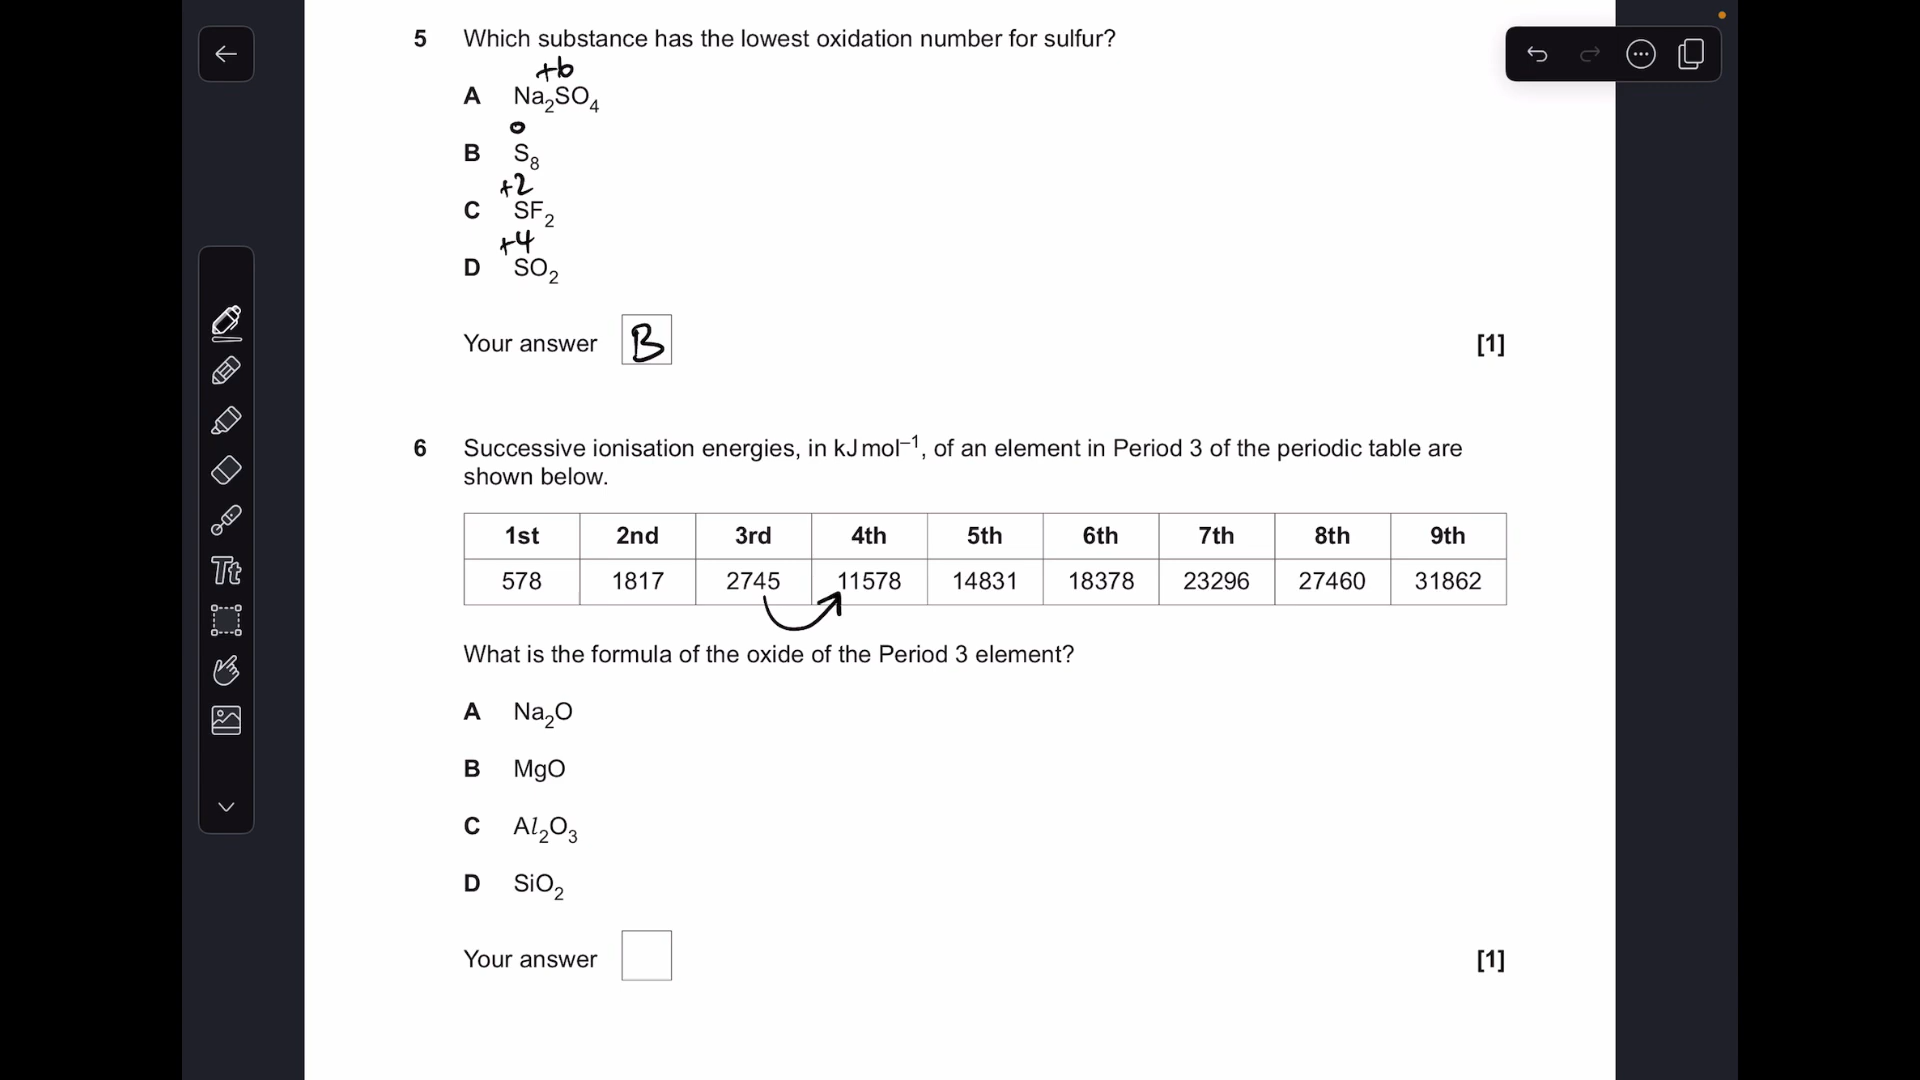 5 Which substance has the lowest oxidation number for sulfur?
+6
A Na₂SO₄
0
B S₈
+2
C SF₂
+4
D SO₂
Your answer B [1]
6 Successive ionisation energies, in kJ mol⁻¹, of an element in Period 3 of the periodic table are
shown below.
1st 2nd 3rd 4th 5th 6th 7th 8th 9th
578 1817 2745 11578 14831 18378 23296 27460 31862
What is the formula of the oxide of the Period 3 element?
A Na₂O
B MgO
C Al₂O₃
D SiO₂
Your answer [1]
Tt